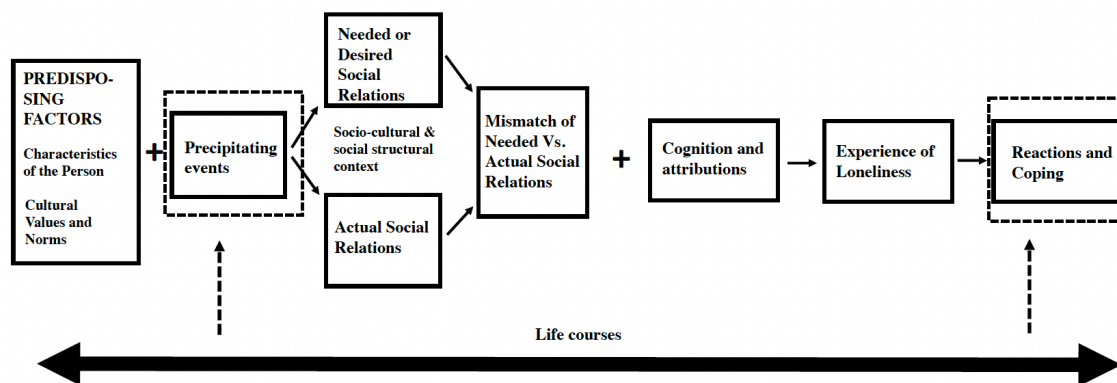 PREDISPO-
SING
FACTORS
Characteristics
of the Person
Cultural
Values and
Norms
+
Precipitating
events
Needed or
Desired
Social
Relations
Socio-cultural &
social structural
context
Actual Social
Relations
Mismatch of
Needed Vs.
Actual Social
Relations
+
Cognition and
attributions
Experience of
Loneliness
Reactions and
Coping
Life courses